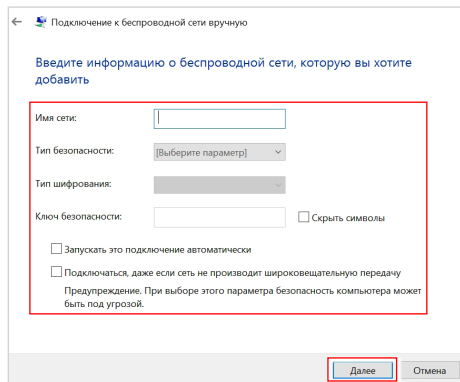 Подключение к беспроводной сети вручную
Введите информацию о беспроводной сети, которую вы хотите
добавить
Имя сети:
Тип безопасности:
[Выберите параметр]
Тип шифрования:
Ключ безопасности:
Скрыть символы
Запускать это подключение автоматически
Подключаться, даже если сеть не производит широковещательную передачу
Предупреждение. При выборе этого параметра безопасность компьютера может
быть под угрозой.
Далее
Отмена